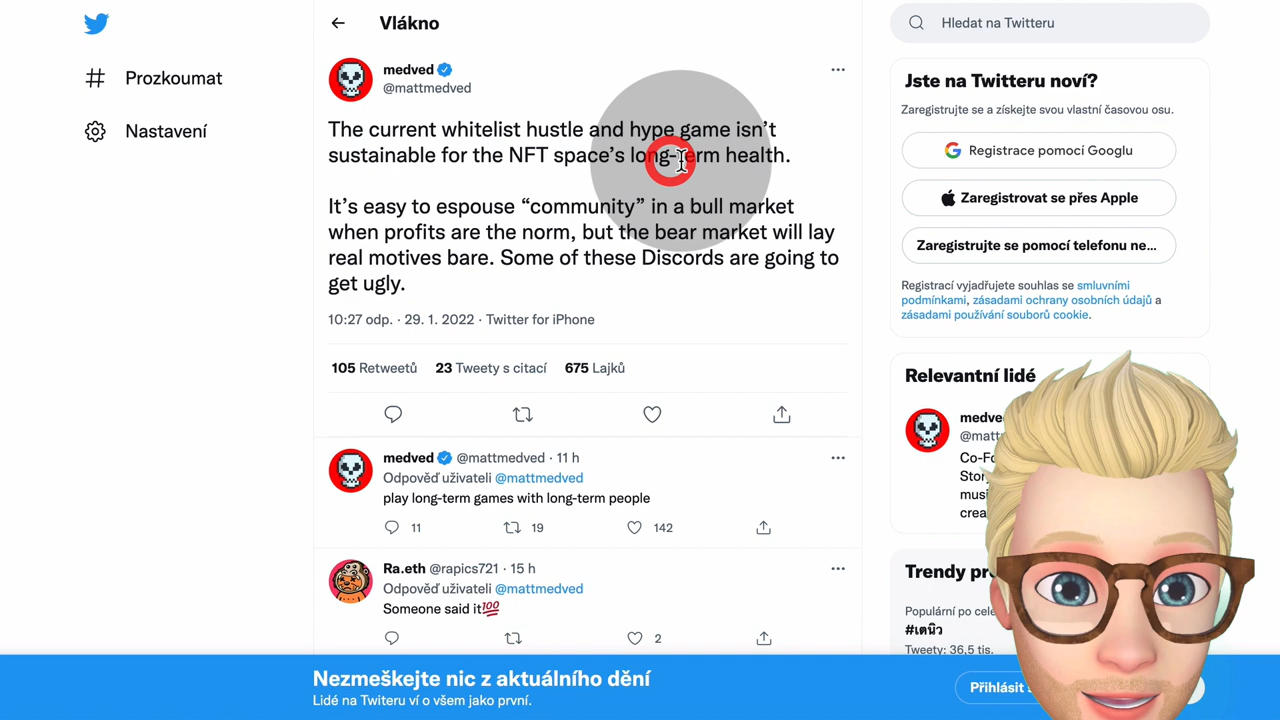 Vlákno
Hledat na Twitteru
Prozkoumat
Nastavení
medved
@mattmedved
The current whitelist hustle and hype game isn’t
sustainable for the NFT space’s long-term health.
It’s easy to espouse “community” in a bull market
when profits are the norm, but the bear market will lay
real motives bare. Some of these Discords are going to
get ugly.
10:27 odp. · 29. 1. 2022 · Twitter for iPhone
105 Retweetů 23 Tweety s citací 675 Lajků
medved @mattmedved · 11 h
Odpověď uživateli @mattmedved
play long-term games with long-term people
11 19 142
Ra.eth @rapics721 · 15 h
Odpověď uživateli @mattmedved
Someone said it💯
2
Jste na Twitteru noví?
Zaregistrujte se a získejte svou vlastní časovou osu.
Registrace pomocí Googlu
Zaregistrovat se přes Apple
Zaregistrujte se pomocí telefonu ne...
Registrací vyjadřujete souhlas se smluvními
podmínkami, zásadami ochrany osobních údajů a
zásadami používání souborů cookie.
Relevantní lidé
Trendy
Populární po
#เตนิว
Tweety: 36,5 tis.
Nezmeškejte nic z aktuálního dění
Lidé na Twiteru ví o všem jako první.
Přihlásit